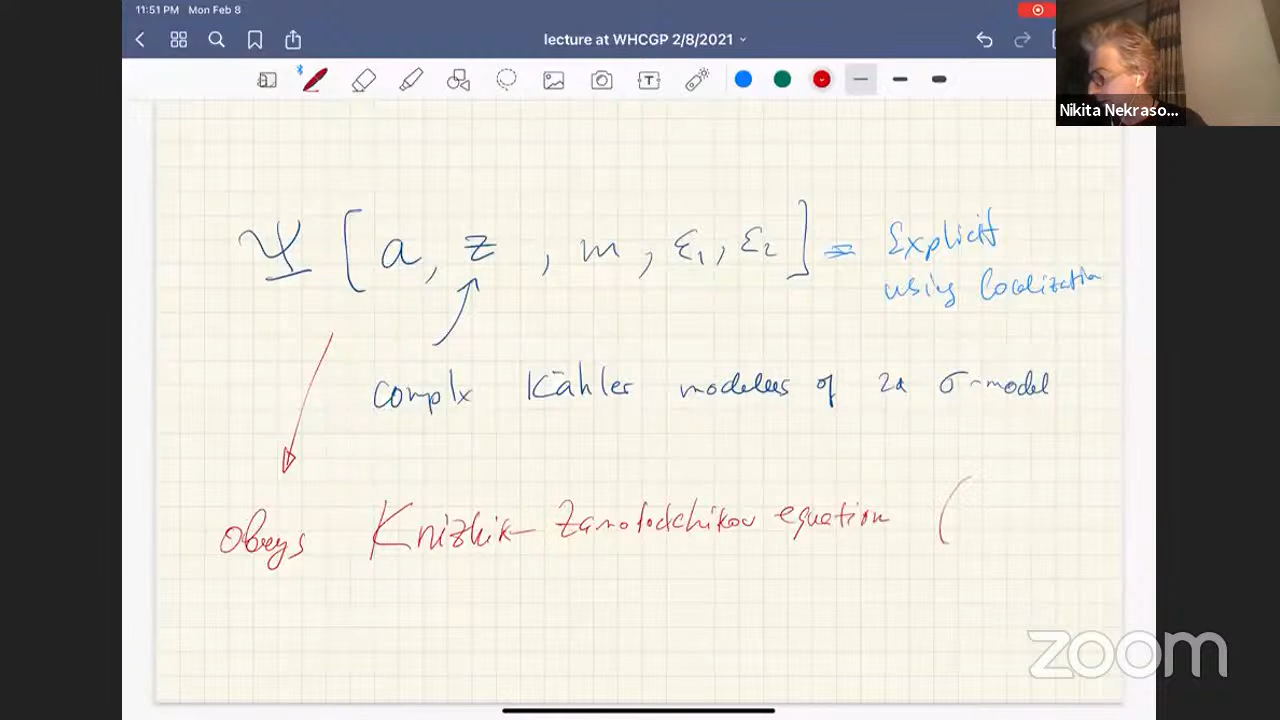 11:51 PM Mon Feb 8
lecture at WHCGP 2/8/2021
Nikita Nekraso...
Ψ [ a, z , m, ε₁, ε₂ ] = Explicit
using localization
complx Kähler modulus of 2d σ-model
Obeys Knizhik-Zamolodchikov equation (
zoom